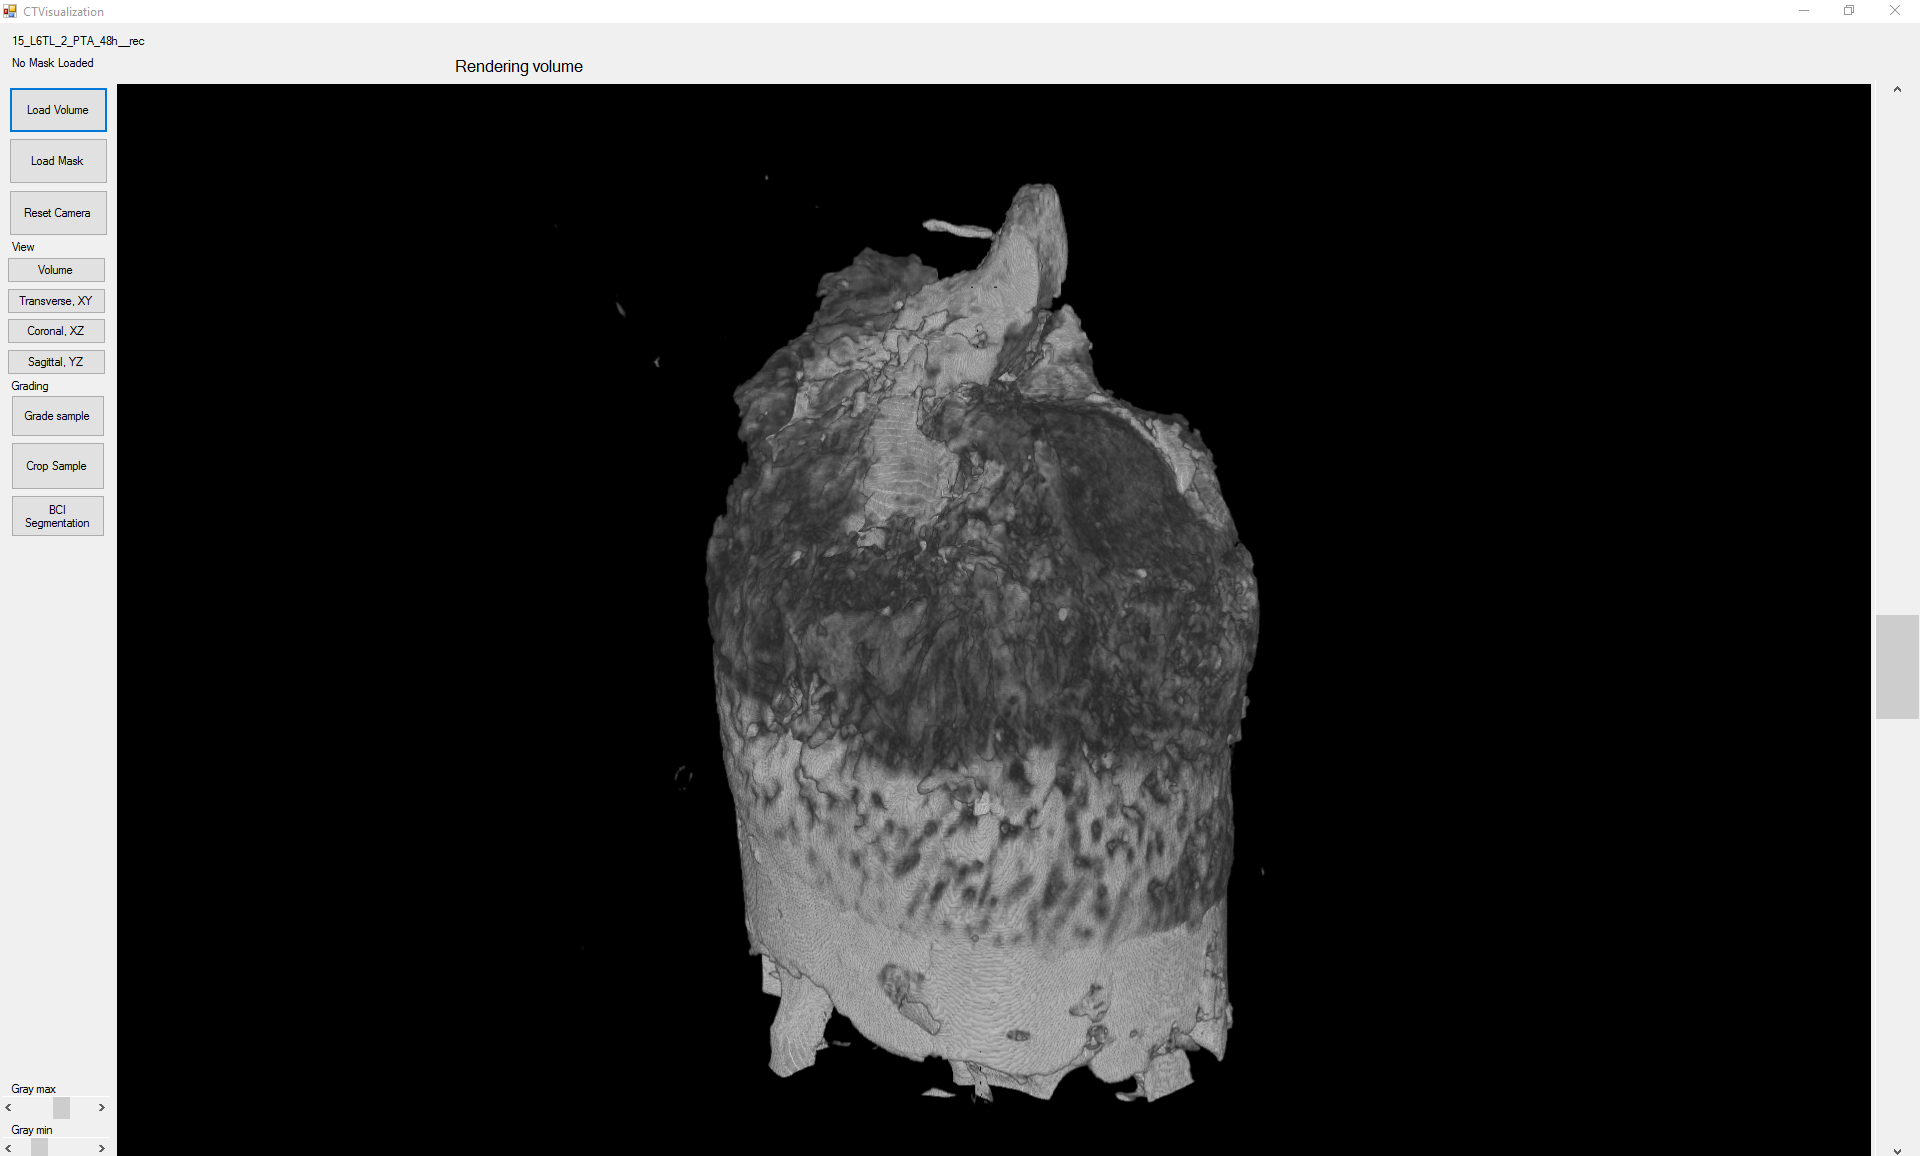 CTVisualization
15_L6TL_2_PTA_48h__rec
No Mask Loaded
Rendering volume
Load Volume
Load Mask
Reset Camera
View
Volume
Transverse, XY
Coronal, XZ
Sagittal, YZ
Grading
Grade sample
Crop Sample
BCI
Segmentation
Gray max
Gray min